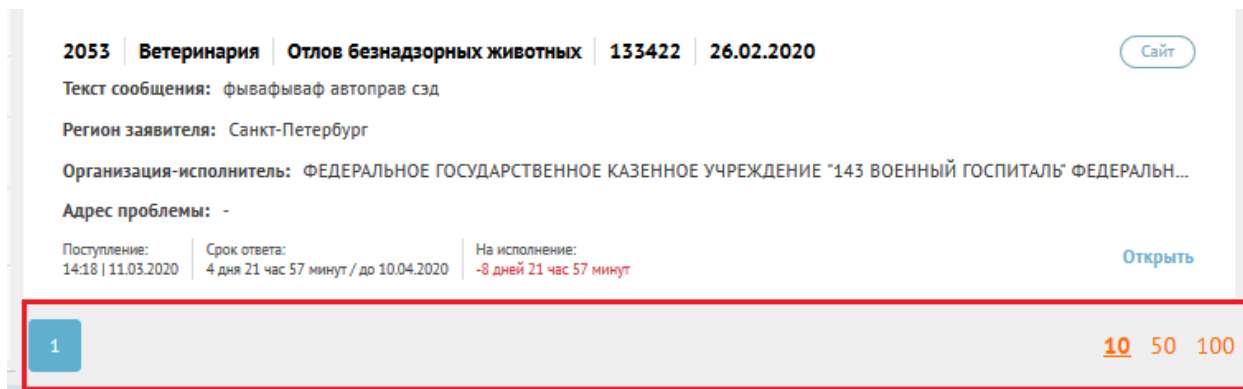 2053 Ветеринария Отлов безнадзорных животных 133422 26.02.2020 Сайт
Текст сообщения: фывафываф автоправ сэд
Регион заявителя: Санкт-Петербург
Организация-исполнитель: ФЕДЕРАЛЬНОЕ ГОСУДАРСТВЕННОЕ КАЗЕННОЕ УЧРЕЖДЕНИЕ "143 ВОЕННЫЙ ГОСПИТАЛЬ" ФЕДЕРАЛЬН...
Адрес проблемы: -
Поступление: Срок ответа: На исполнение:
14:18 | 11.03.2020 4 дня 21 час 57 минут / до 10.04.2020 -8 дней 21 час 57 минут Открыть
1 10 50 100